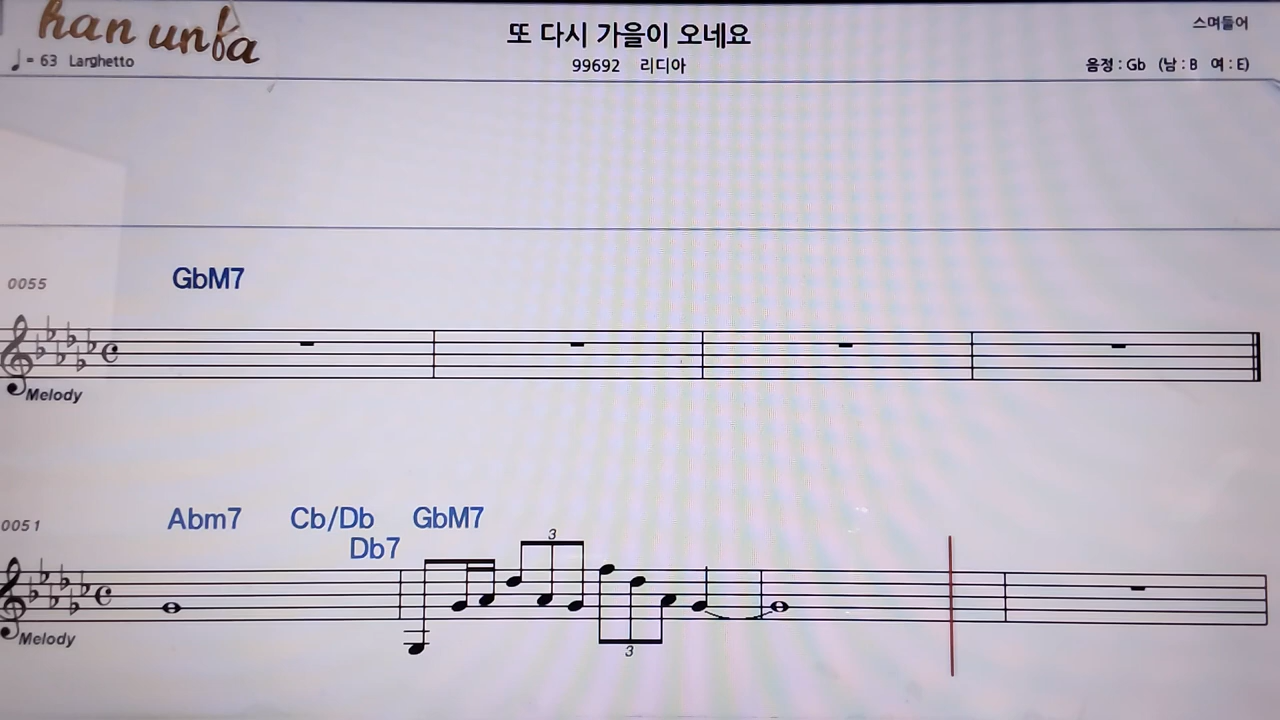 han unba
또 다시 가을이 오네요
스며들어
♩= 63 Larghetto
99692 리디아
음정 : Gb (남 : B 여 : E)
0055
GbM7
Melody
0051
Abm7 Cb/Db GbM7
Db7
3
3
Melody